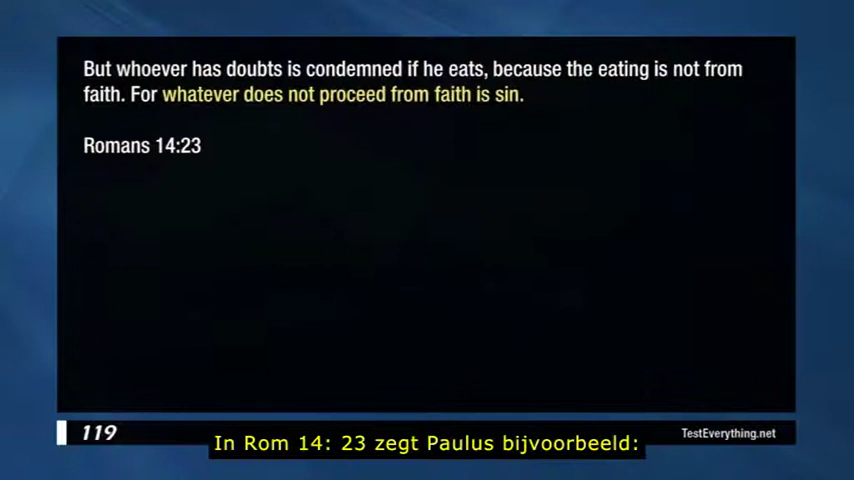 But whoever has doubts is condemned if he eats, because the eating is not from
faith. For whatever does not proceed from faith is sin.
Romans 14:23
119
In Rom 14: 23 zegt Paulus bijvoorbeeld:
TestEverything.net